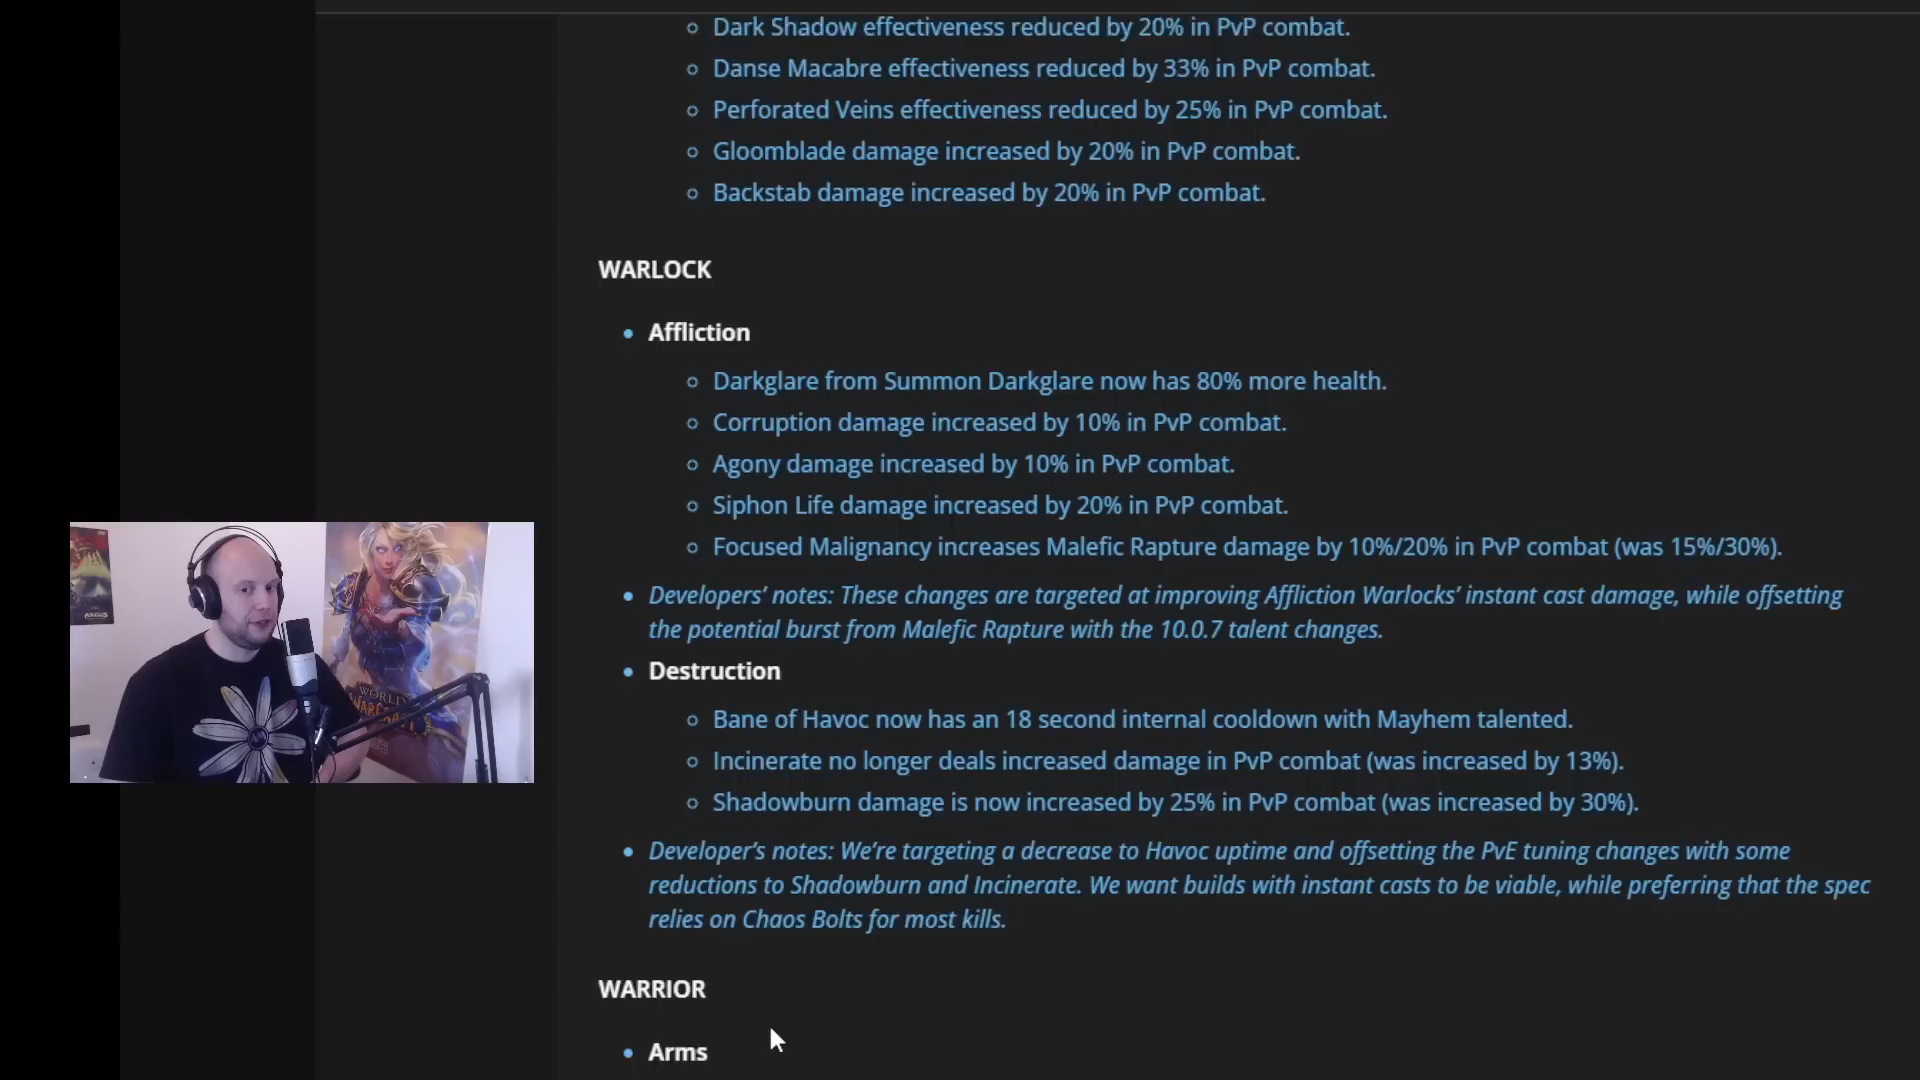 Dark Shadow effectiveness reduced by 20% in PvP combat.
Danse Macabre effectiveness reduced by 33% in PvP combat.
Perforated Veins effectiveness reduced by 25% in PvP combat.
Gloomblade damage increased by 20% in PvP combat.
Backstab damage increased by 20% in PvP combat.
WARLOCK
Affliction
Darkglare from Summon Darkglare now has 80% more health.
Corruption damage increased by 10% in PvP combat.
Agony damage increased by 10% in PvP combat.
Siphon Life damage increased by 20% in PvP combat.
Focused Malignancy increases Malefic Rapture damage by 10%/20% in PvP combat (was 15%/30%).
Developers’ notes: These changes are targeted at improving Affliction Warlocks’ instant cast damage, while offsetting
the potential burst from Malefic Rapture with the 10.0.7 talent changes.
Destruction
Bane of Havoc now has an 18 second internal cooldown with Mayhem talented.
Incinerate no longer deals increased damage in PvP combat (was increased by 13%).
Shadowburn damage is now increased by 25% in PvP combat (was increased by 30%).
Developer’s notes: We’re targeting a decrease to Havoc uptime and offsetting the PvE tuning changes with some
reductions to Shadowburn and Incinerate. We want builds with instant casts to be viable, while preferring that the spec
relies on Chaos Bolts for most kills.
WARRIOR
Arms
WORLD
WARCRAFT